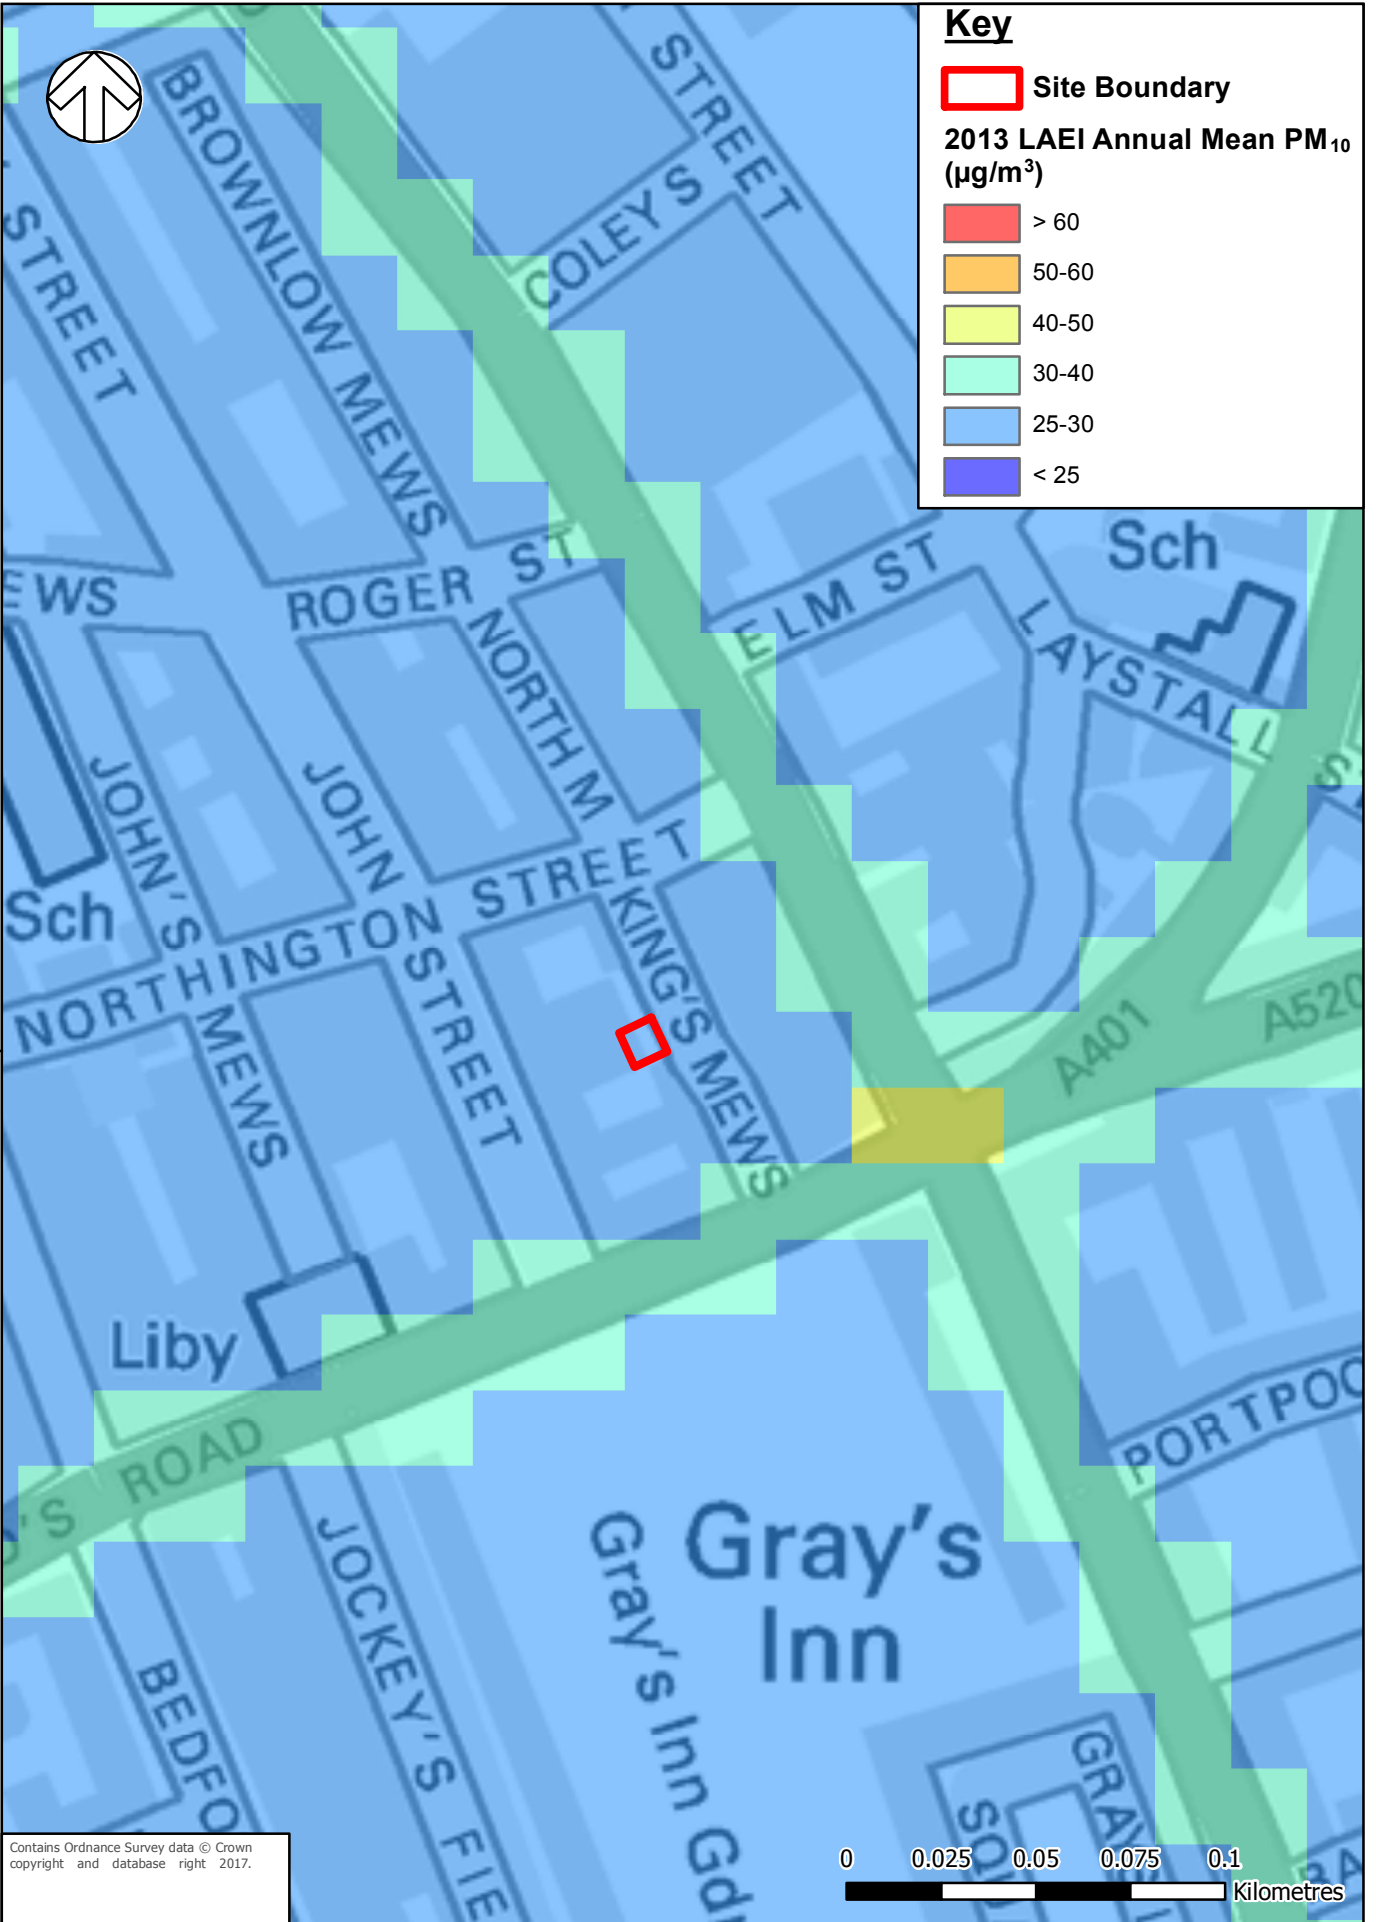 Key
Site Boundary
2013 LAEI Annual Mean PM₁₀
(µg/m³)
> 60
50-60
40-50
30-40
25-30
< 25
STREET
BROWNLOW MEWS
COLEYS
STREET
ROGER ST
ELM ST
Sch
LAYSTALL
EWS
NORTH M
JOHN'S MEWS
JOHN STREET
Sch
NORTHINGTON STREET
KING'S MEWS
A401
A520
Liby
ROAD
PORTPOO
JOCKEY'S FIE
BEDFO
Gray's
Inn
Gray's Inn Gd
GRAY
SQU
BA
0 0.025 0.05 0.075 0.1
Kilometres
Contains Ordnance Survey data © Crown
copyright and database right 2017.